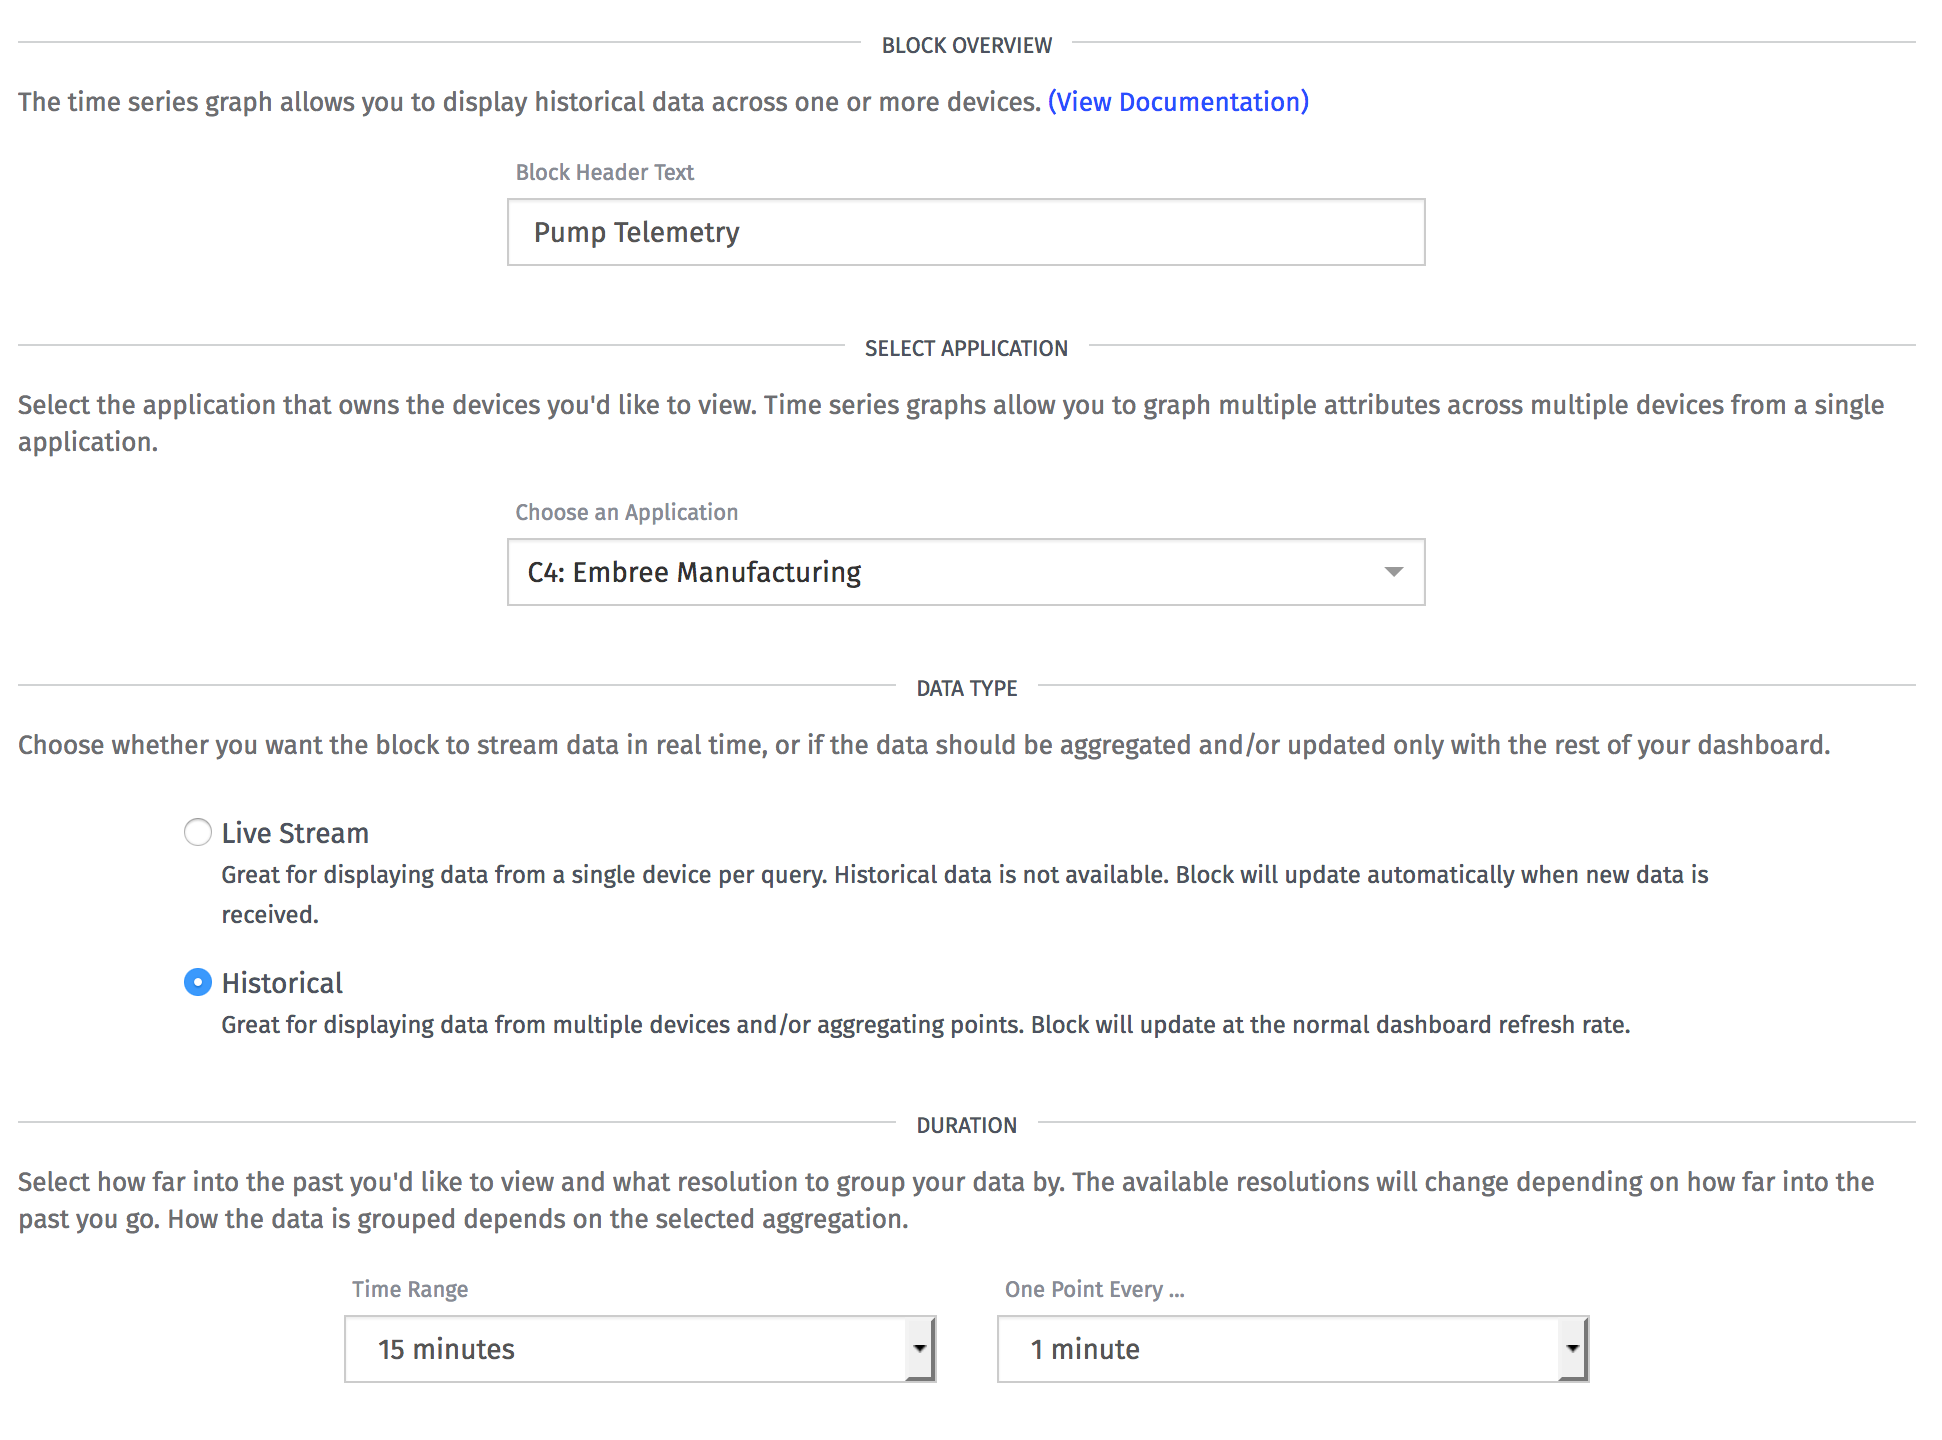 BLOCK OVERVIEW
The time series graph allows you to display historical data across one or more devices. (View Documentation)
Block Header Text
Pump Telemetry
SELECT APPLICATION
Select the application that owns the devices you'd like to view. Time series graphs allow you to graph multiple attributes across multiple devices from a single
application.
Choose an Application
C4: Embree Manufacturing
DATA TYPE
Choose whether you want the block to stream data in real time, or if the data should be aggregated and/or updated only with the rest of your dashboard.
Live Stream
Great for displaying data from a single device per query. Historical data is not available. Block will update automatically when new data is
received.
Historical
Great for displaying data from multiple devices and/or aggregating points. Block will update at the normal dashboard refresh rate.
DURATION
Select how far into the past you'd like to view and what resolution to group your data by. The available resolutions will change depending on how far into the
past you go. How the data is grouped depends on the selected aggregation.
Time Range
One Point Every ...
15 minutes
1 minute